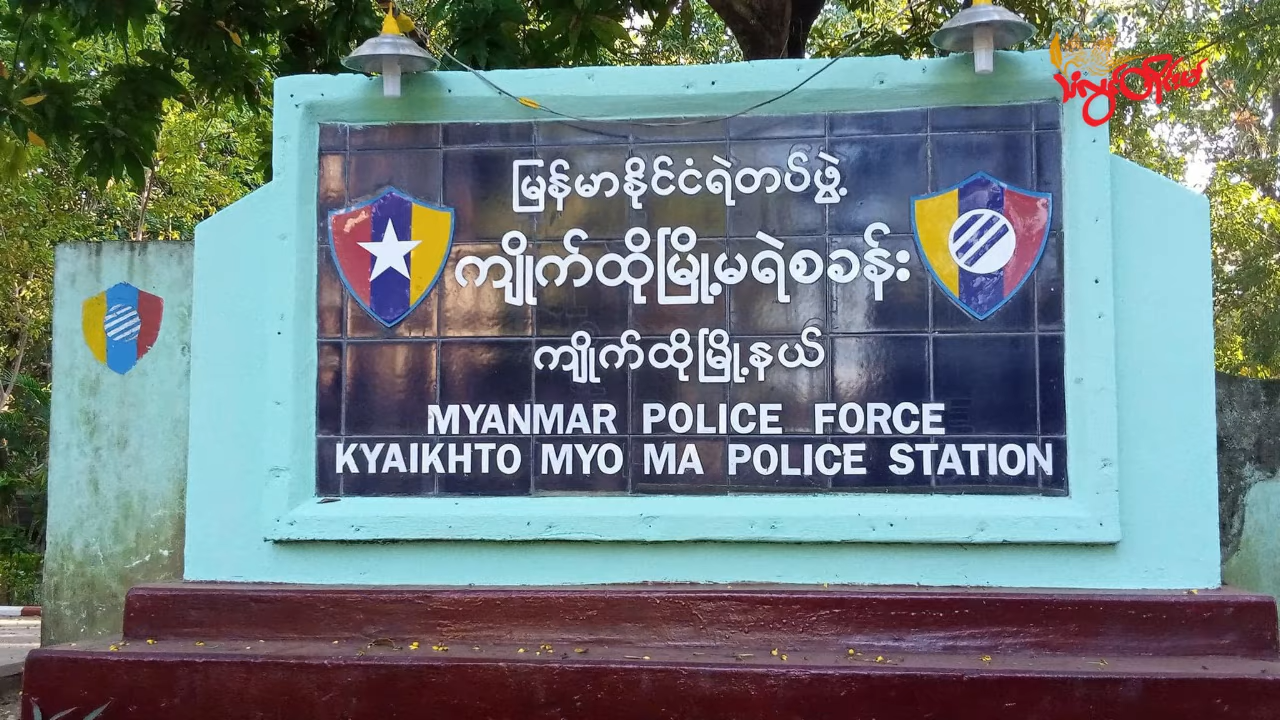 မြန်မာနိုင်ငံရဲတပ်ဖွဲ့
ကျိုက်ထိုမြို့မရဲစခန်း
ကျိုက်ထိုမြို့နယ်
MYANMAR POLICE FORCE
KYAIKHTO MYO MA POLICE STATION